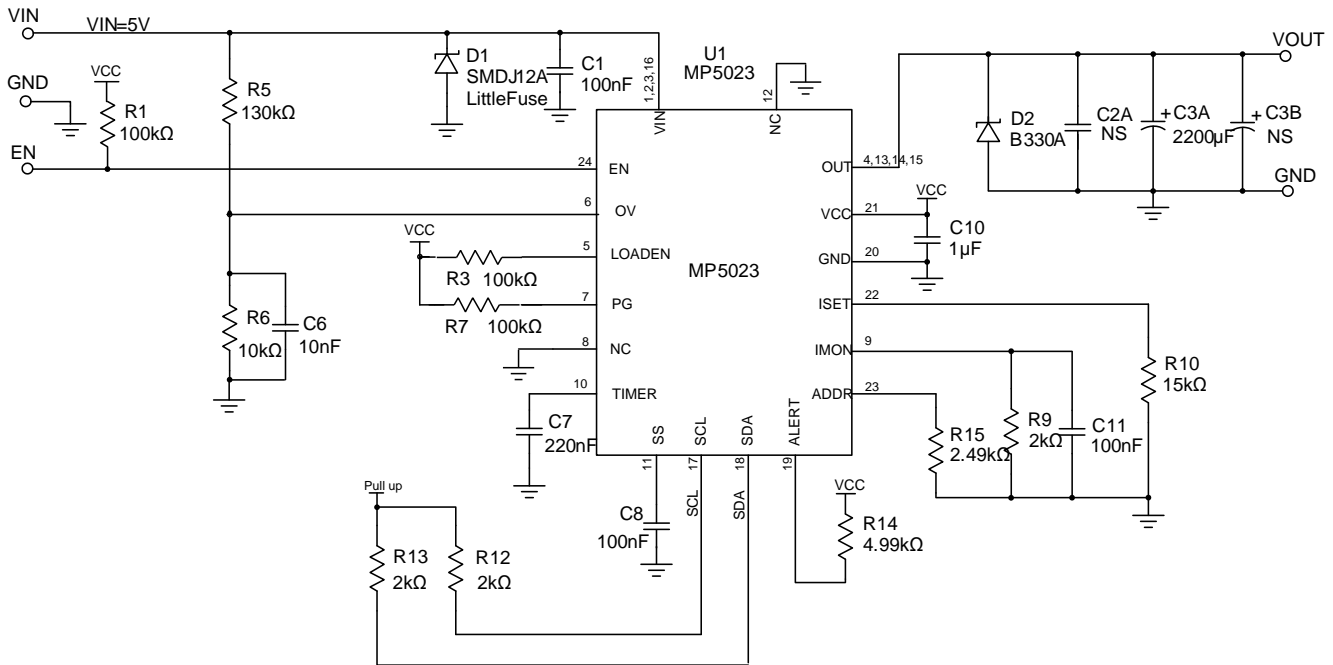 VIN
VIN=5V
GND
VCC
R1
100kΩ
EN
R5
130kΩ
D1
SMDJ12A
LittleFuse
C1
100nF
1,2,3,16
VIN
U1
MP5023
12
NC
VOUT
D2
B330A
C2A
NS
+
C3A
2200µF
+
C3B
NS
GND
24
EN
6
OV
VCC
5
LOADEN
R3
100kΩ
7
PG
R7
100kΩ
8
NC
10
TIMER
C7
220nF
R6
10kΩ
C6
10nF
MP5023
OUT
4,13,14,15
VCC
21
VCC
C10
1µF
GND
20
ISET
22
IMON
9
ADDR
23
R10
15kΩ
R15
2.49kΩ
R9
2kΩ
C11
100nF
SS
11
SCL
17
SDA
18
ALERT
19
SCL
SDA
C8
100nF
VCC
R14
4.99kΩ
Pull up
R13
2kΩ
R12
2kΩ